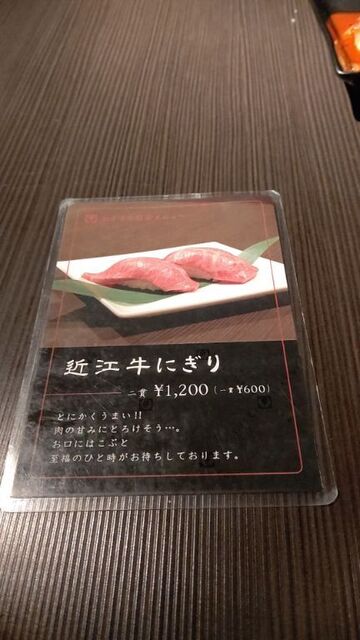 近江牛にぎり
二貫 ¥1,200 (一貫 ¥600)
とにかくうまい!!
肉の甘みにとろけそう…。
お口にはこぶと
至福のひと時がお待ちしております。